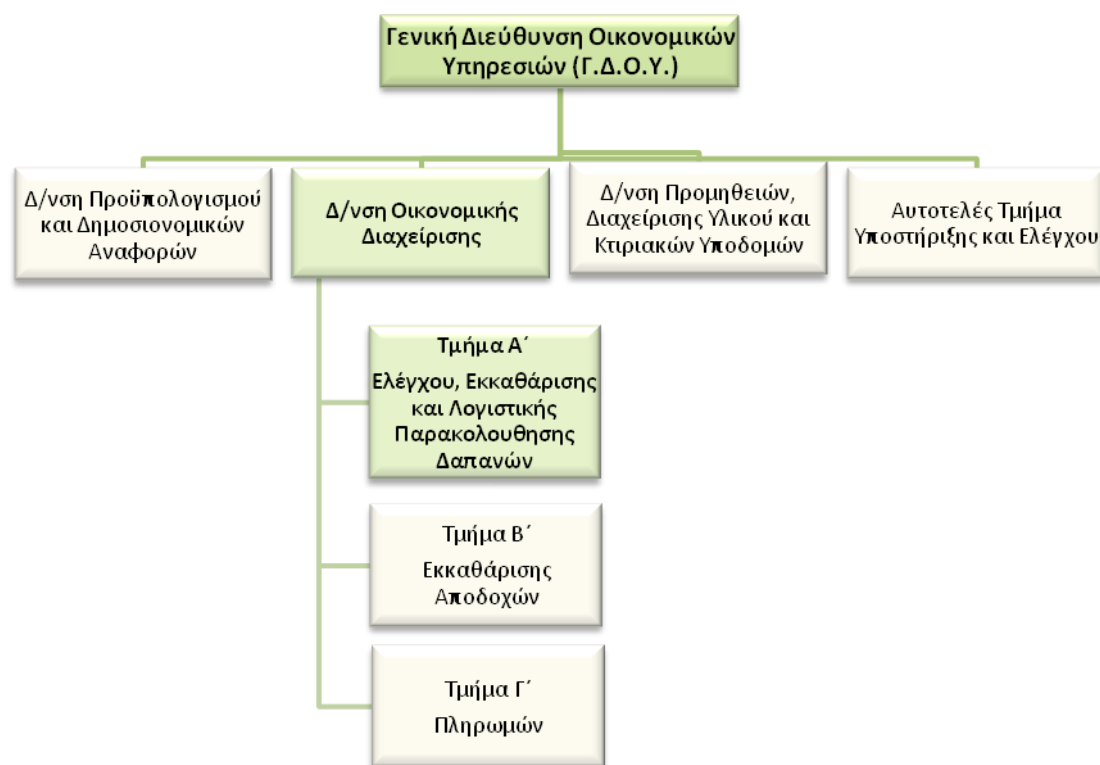 Γενική Διεύθυνση Οικονομικών
Υπηρεσιών (Γ.Δ.Ο.Υ.)
Δ/νση Προϋπολογισμού
και Δημοσιονομικών
Αναφορών
Δ/νση Οικονομικής
Διαχείρισης
Δ/νση Προμηθειών,
Διαχείρισης Υλικού και
Κτιριακών Υποδομών
Αυτοτελές Τμήμα
Υποστήριξης και Ελέγχου
Τμήμα Α΄
Ελέγχου, Εκκαθάρισης
και Λογιστικής
Παρακολουθησης
Δαπανών
Τμήμα Β΄
Εκκαθάρισης
Αποδοχών
Τμήμα Γ΄
Πληρωμών